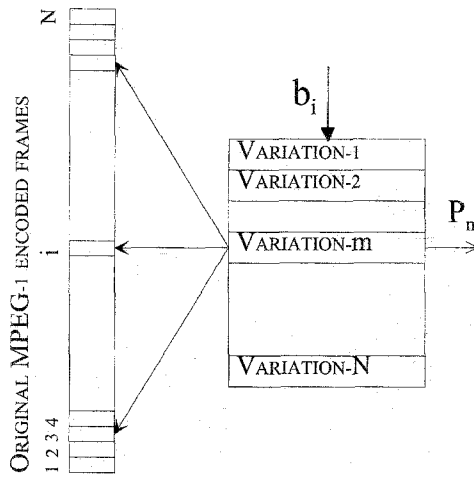 ORIGINAL MPEG-1 ENCODED FRAMES
N
i
1 2 3 4
b_i
VARIATION-1
VARIATION-2
VARIATION-m
VARIATION-N
P_n